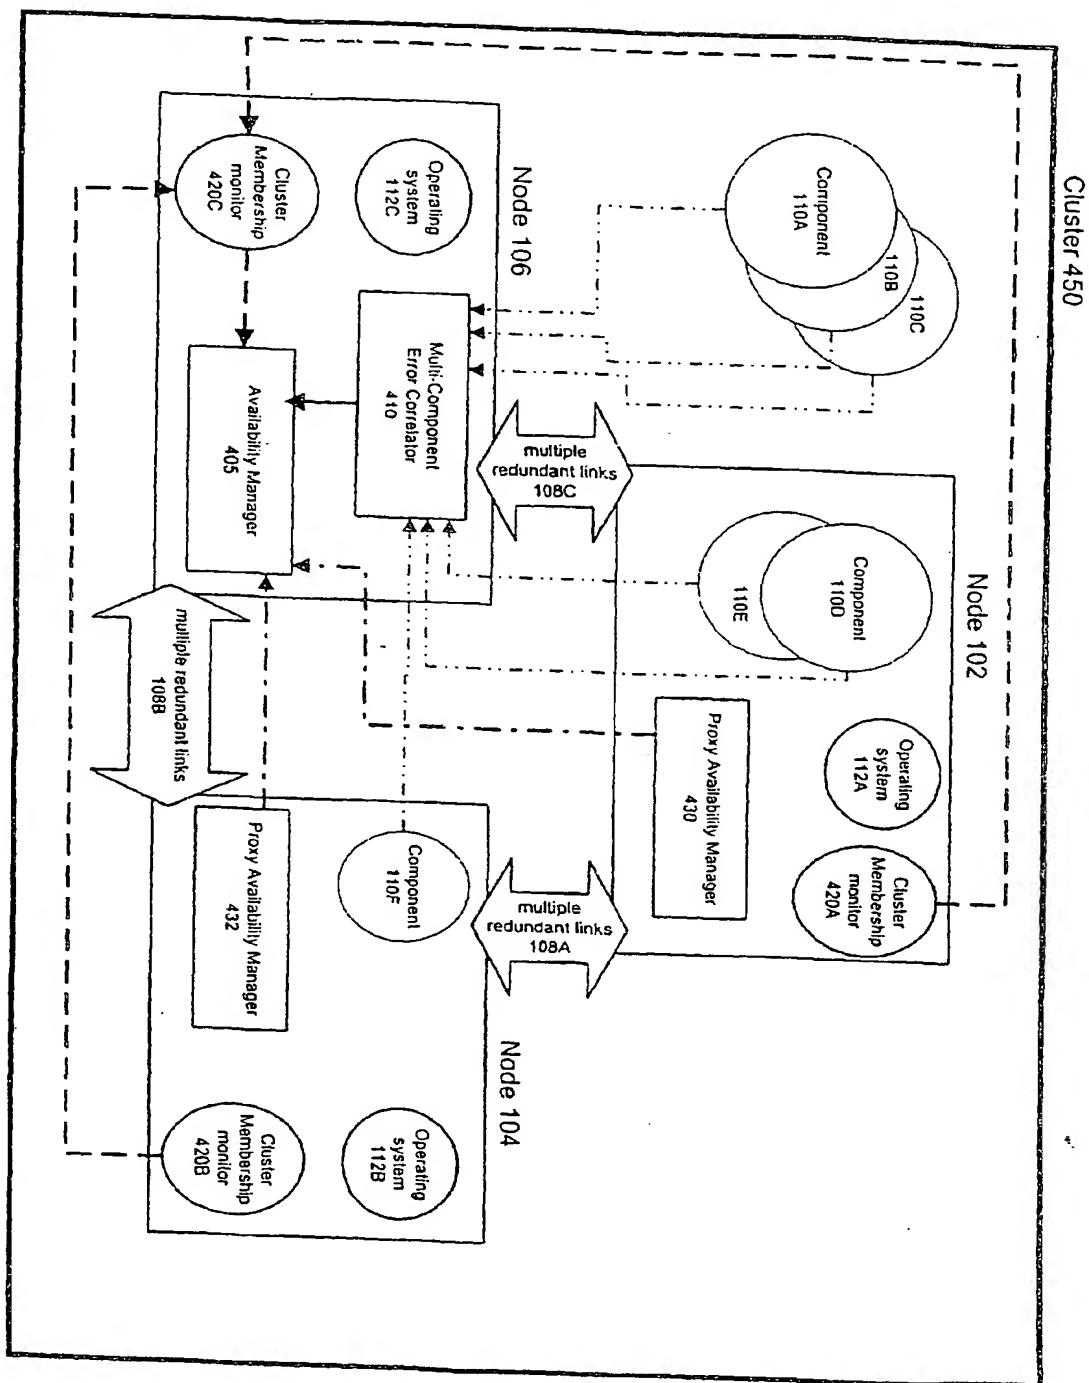 Cluster 450
Component
110A
110B
110C
Node 102
Component
110D
110E
Operating
system
112A
Cluster
Membership
monitor
420A
Proxy Availability Manager
430
multiple
redundant links
108C
multiple
redundant links
108A
Node 106
Operating
system
112C
Cluster
Membership
monitor
420C
Multi-Component
Error Correlator
410
Availability Manager
405
multiple redundant links
108B
Node 104
Component
110F
Proxy Availability Manager
432
Operating
system
112B
Cluster
Membership
monitor
420B